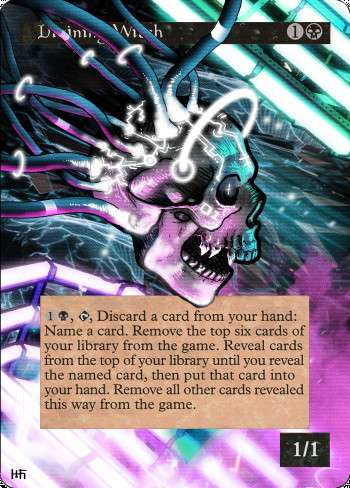 Divining Witch 1
1 , , Discard a card from your hand:
Name a card. Remove the top six cards of
your library from the game. Reveal cards
from the top of your library until you reveal
the named card, then put that card into
your hand. Remove all other cards revealed
this way from the game.
1/1